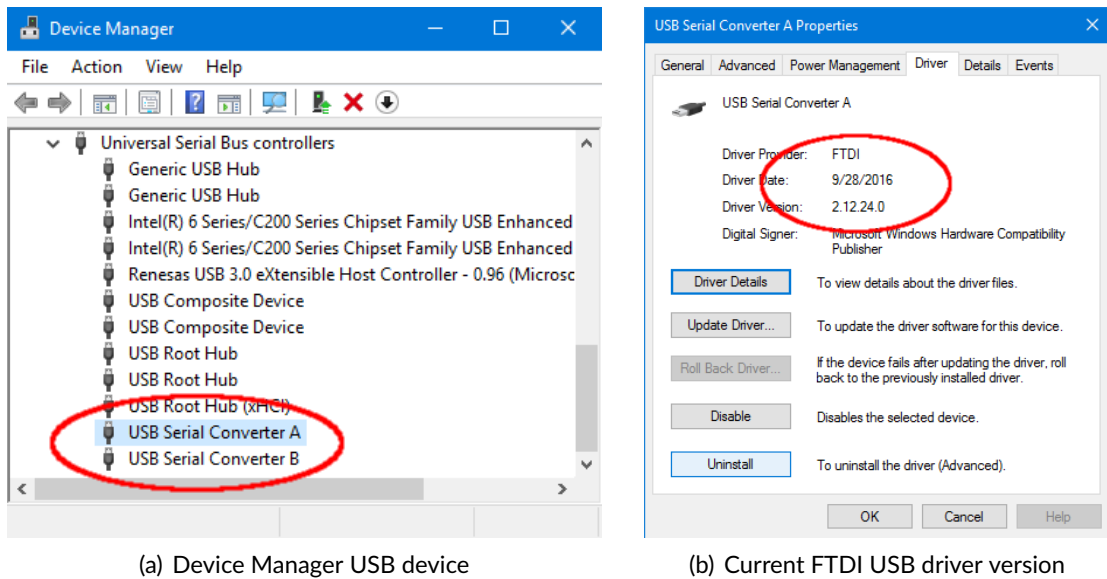 Device Manager
File Action View Help
Universal Serial Bus controllers
Generic USB Hub
Generic USB Hub
Intel(R) 6 Series/C200 Series Chipset Family USB Enhanced
Intel(R) 6 Series/C200 Series Chipset Family USB Enhanced
Renesas USB 3.0 eXtensible Host Controller - 0.96 (Microsc
USB Composite Device
USB Composite Device
USB Root Hub
USB Root Hub
USB Root Hub (xHCI)
USB Serial Converter A
USB Serial Converter B
(a) Device Manager USB device
USB Serial Converter A Properties
General Advanced Power Management Driver Details Events
USB Serial Converter A
Driver Provider: FTDI
Driver Date: 9/28/2016
Driver Version: 2.12.24.0
Digital Signer: Microsoft Windows Hardware Compatibility
Publisher
Driver Details To view details about the driver files.
Update Driver... To update the driver software for this device.
Roll Back Driver... If the device fails after updating the driver, roll
back to the previously installed driver.
Disable Disables the selected device.
Uninstall To uninstall the driver (Advanced).
OK Cancel Help
(b) Current FTDI USB driver version